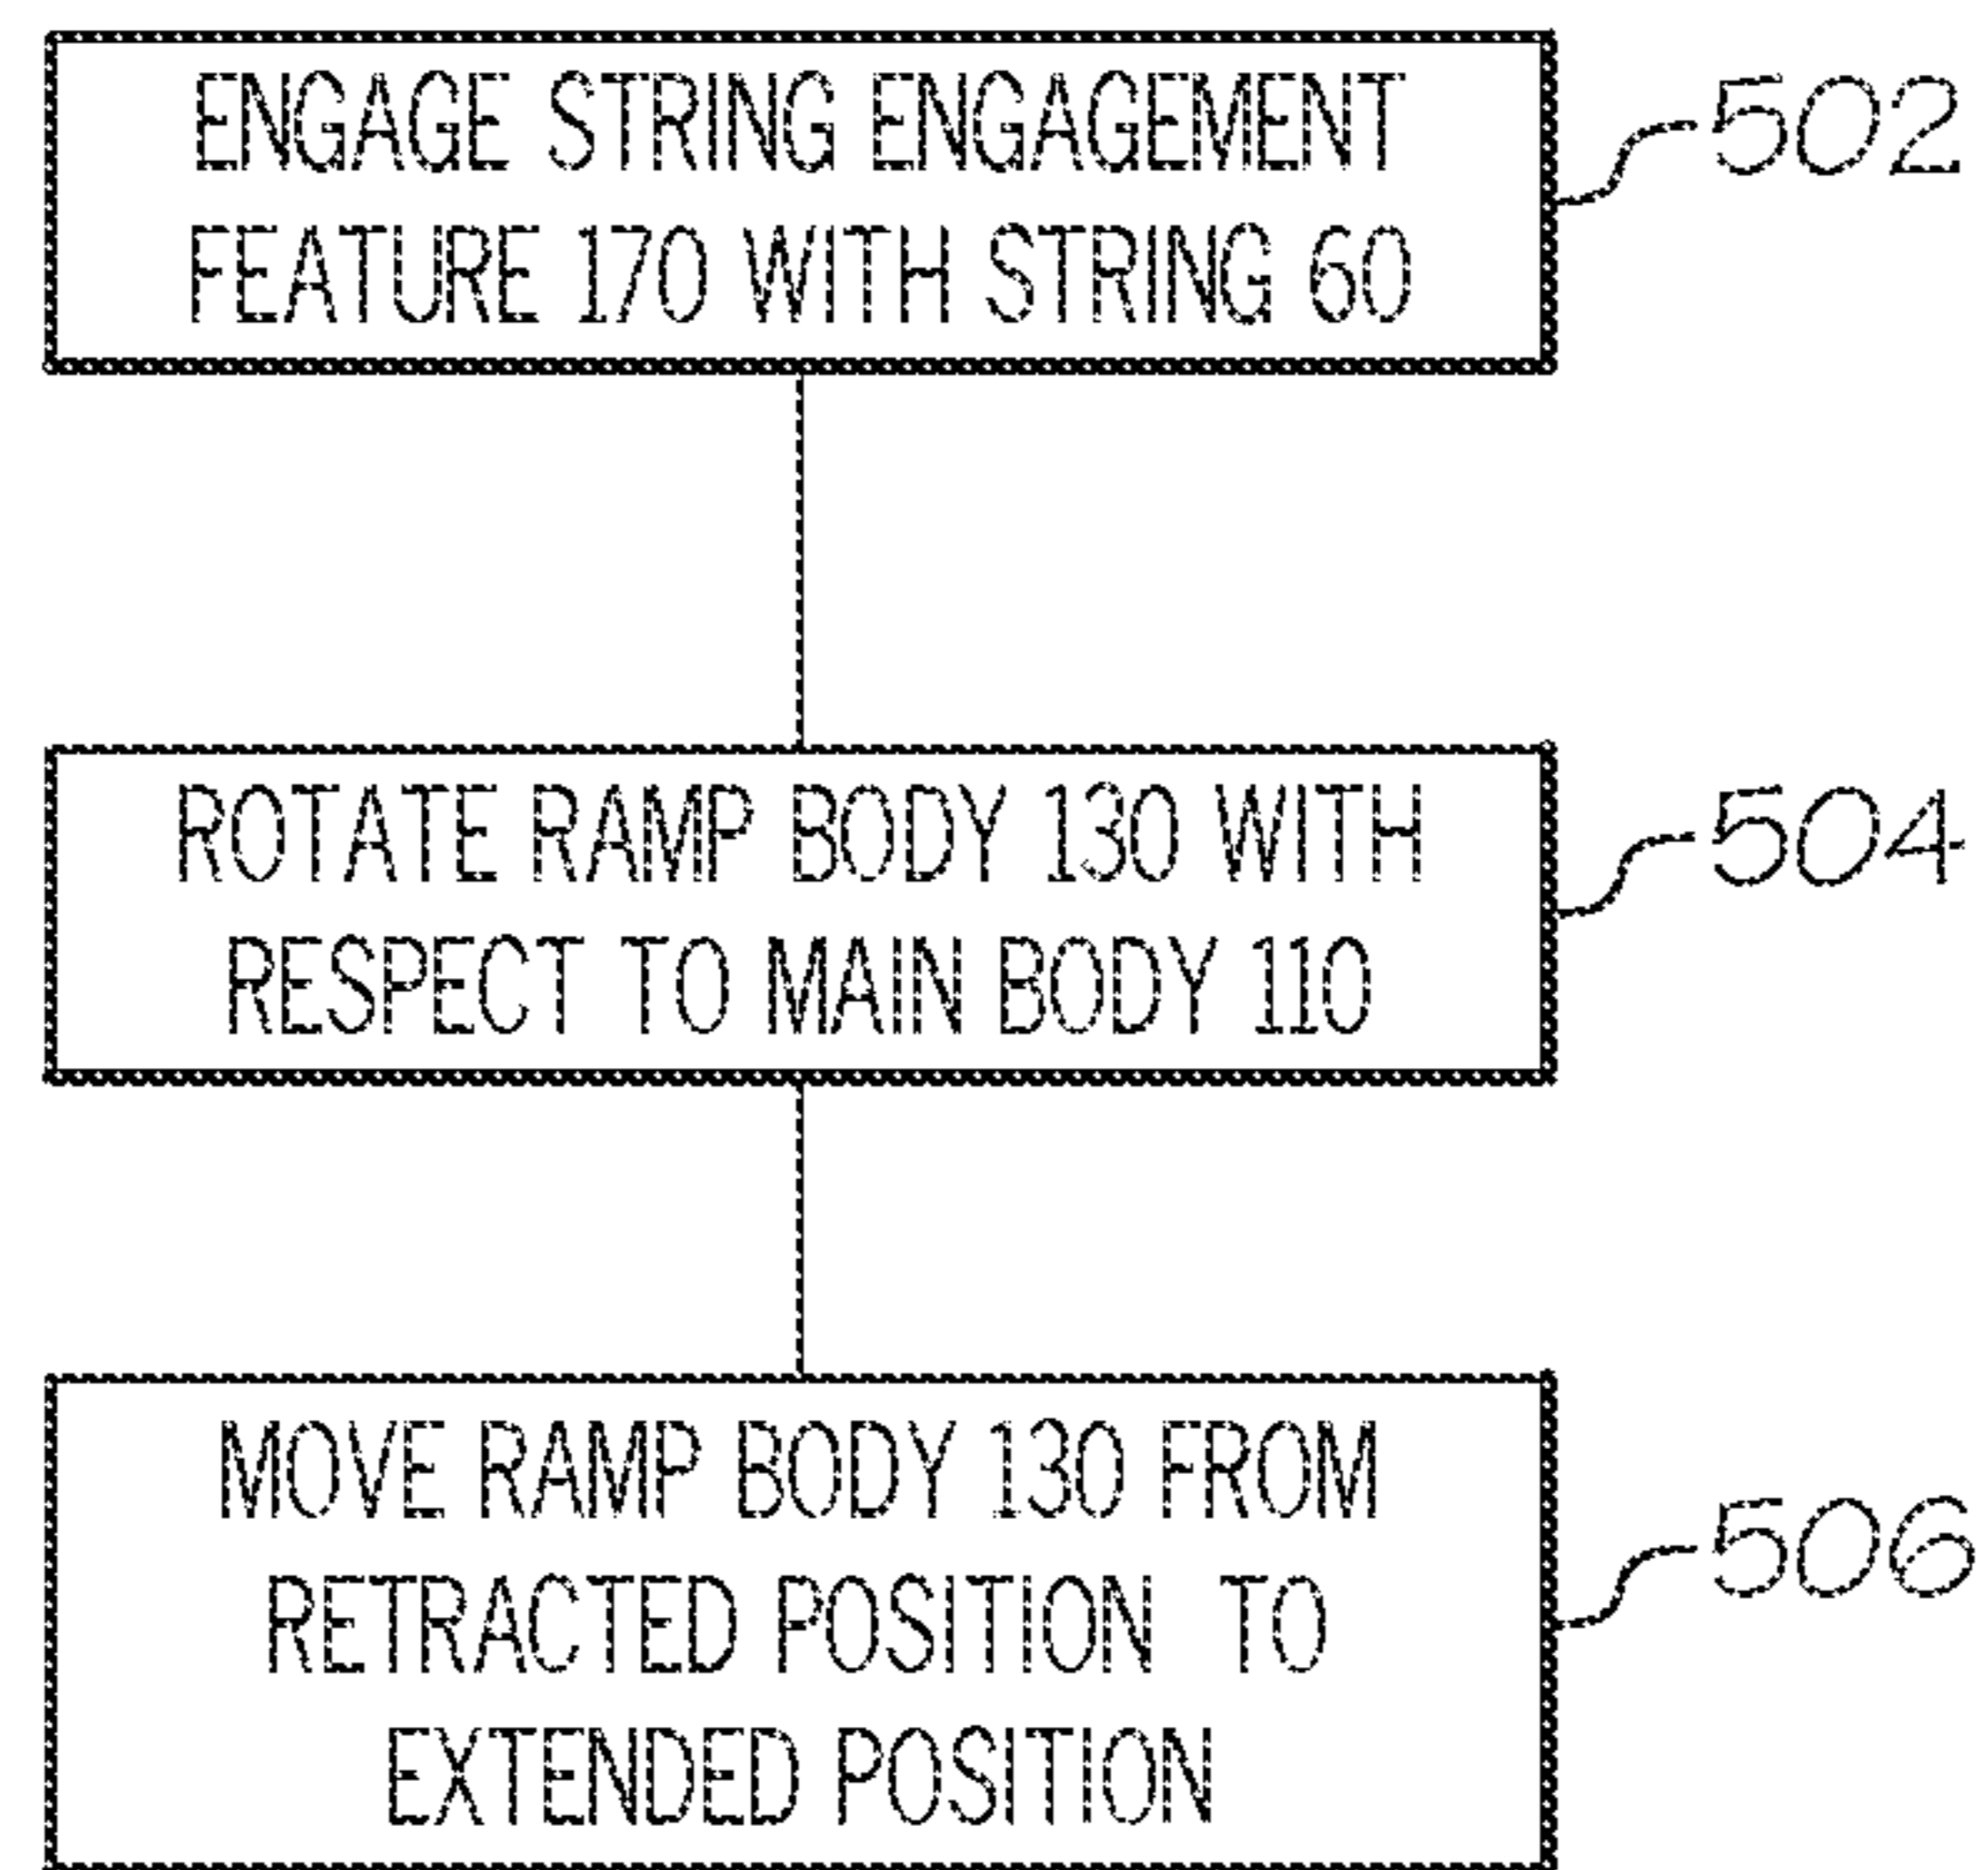 ENGAGE STRING ENGAGEMENT
FEATURE 170 WITH STRING 60
502
ROTATE RAMP BODY 130 WITH
RESPECT TO MAIN BODY 110
504
MOVE RAMP BODY 130 FROM
RETRACTED POSITION TO
EXTENDED POSITION
506